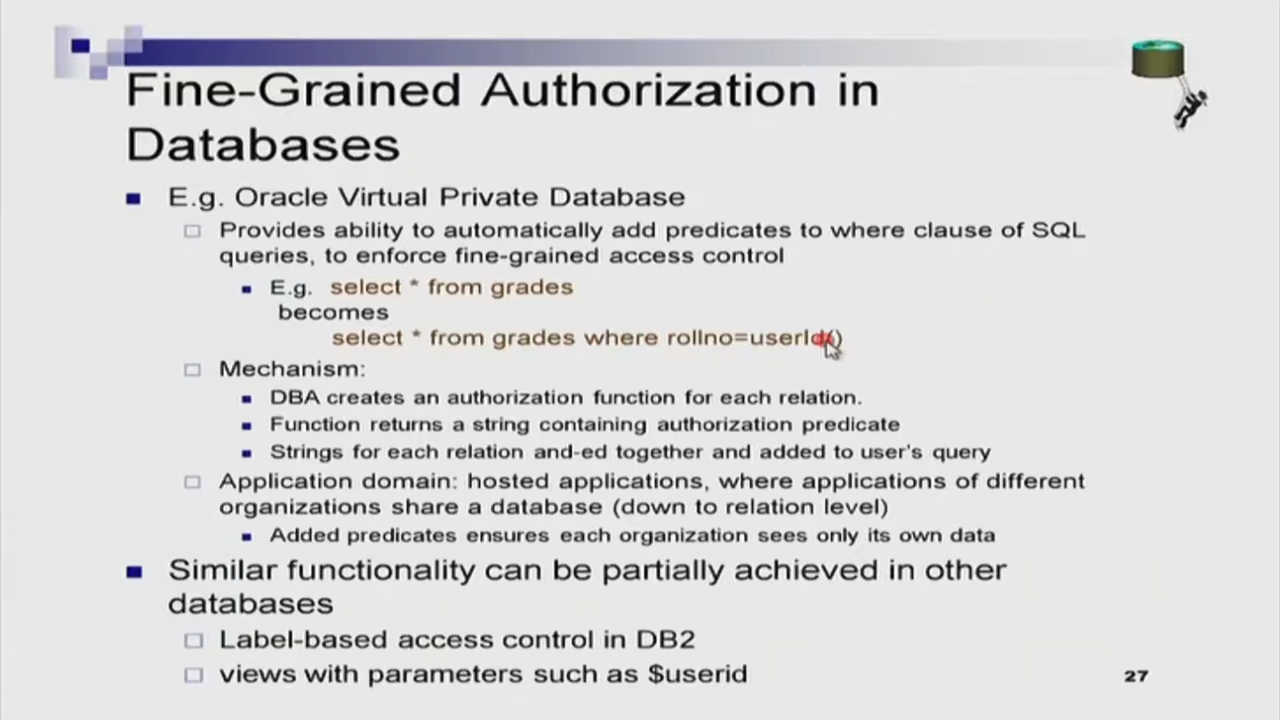 Fine-Grained Authorization in
Databases
E.g. Oracle Virtual Private Database
Provides ability to automatically add predicates to where clause of SQL
queries, to enforce fine-grained access control
E.g. select * from grades
becomes
select * from grades where rollno=userId()
Mechanism:
DBA creates an authorization function for each relation.
Function returns a string containing authorization predicate
Strings for each relation and-ed together and added to user's query
Application domain: hosted applications, where applications of different
organizations share a database (down to relation level)
Added predicates ensures each organization sees only its own data
Similar functionality can be partially achieved in other
databases
Label-based access control in DB2
views with parameters such as $userid
27